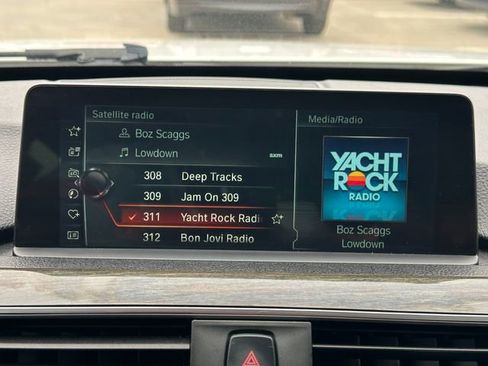 Satellite radio
Boz Scaggs
Lowdown
sxm
308 Deep Tracks
309 Jam On 309
311 Yacht Rock Radi
312 Bon Jovi Radio
Media/Radio
YACHT
ROCK
RADIO
Boz Scaggs
Lowdown